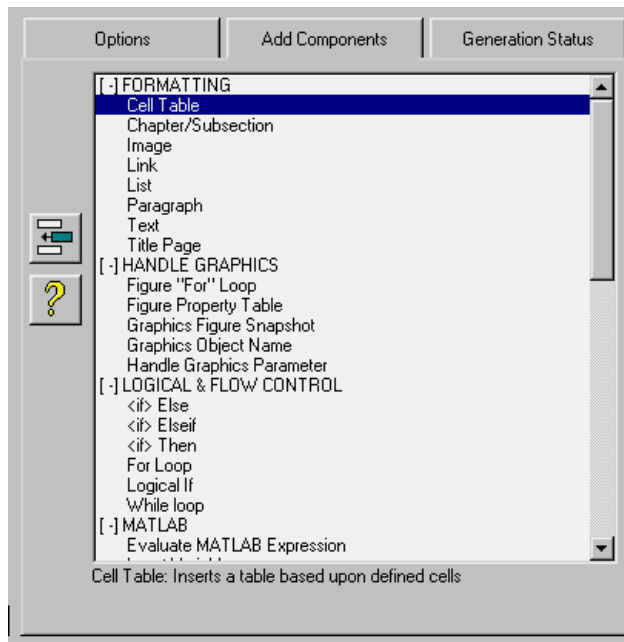 Options Add Components Generation Status
[-] FORMATTING
Cell Table
Chapter/Subsection
Image
Link
List
Paragraph
Text
Title Page
[-] HANDLE GRAPHICS
Figure "For" Loop
Figure Property Table
Graphics Figure Snapshot
Graphics Object Name
Handle Graphics Parameter
[-] LOGICAL & FLOW CONTROL
<if> Else
<if> Elseif
<if> Then
For Loop
Logical If
While loop
[-] MATLAB
Evaluate MATLAB Expression
Cell Table: Inserts a table based upon defined cells